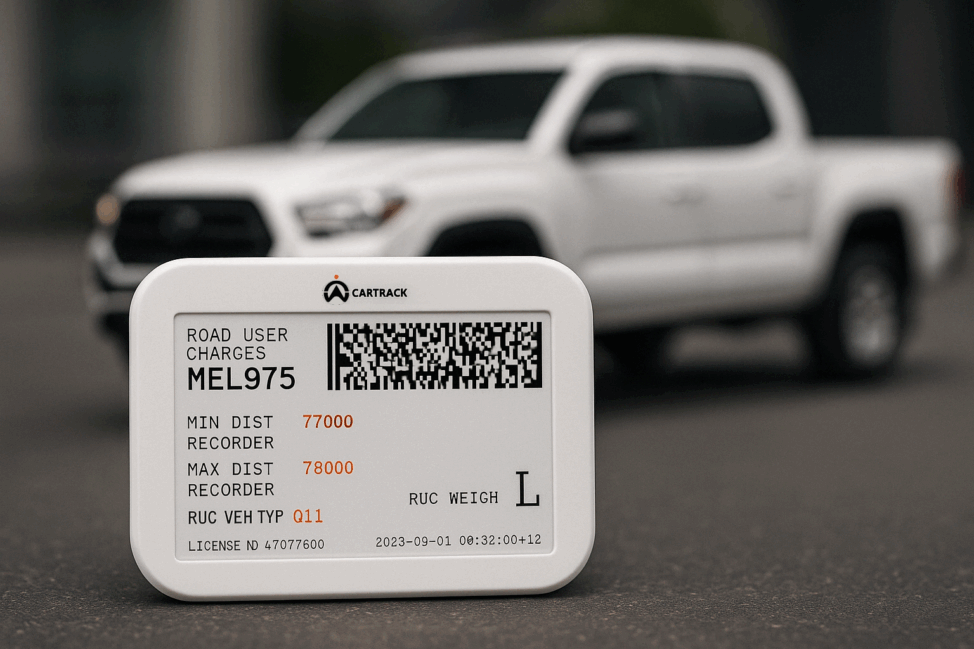 CARTRACK
ROAD USER
CHARGES
MEL975
MIN DIST 77000
RECORDER
MAX DIST 78000
RECORDER
RUC WEIGH L
RUC VEH TYP Q11
LICENSE NO 47077600 2023-09-01 00:32:00+12